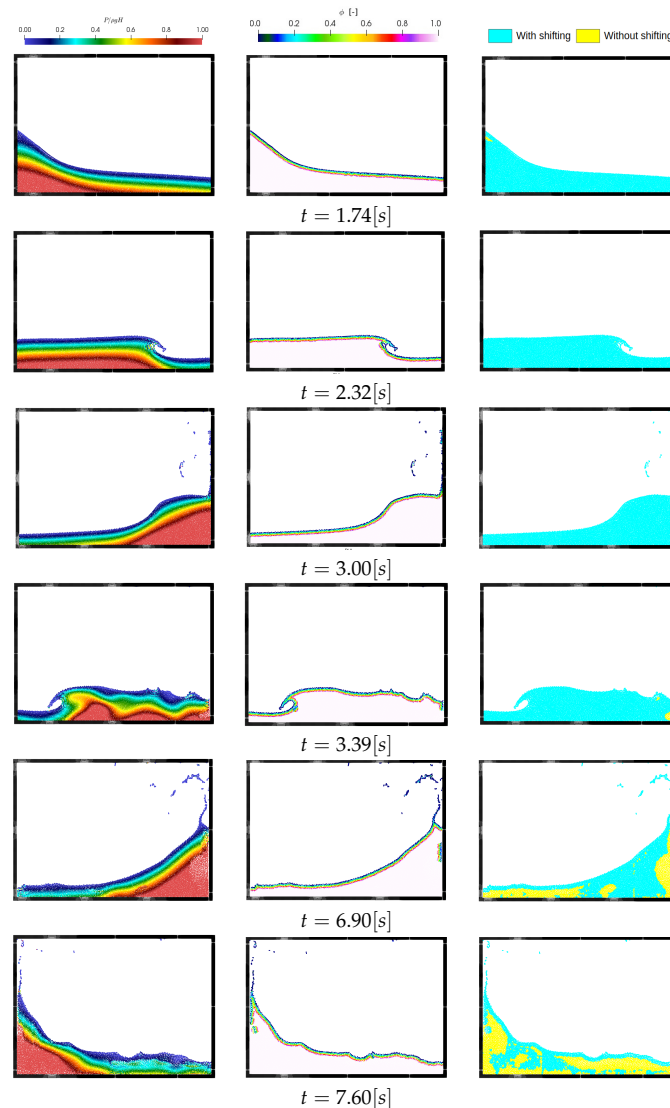 P/ρgH
0.00 0.2 0.4 0.6 0.8 1.00
ϕ [-]
0.0 0.2 0.4 0.6 0.8 1.0
With shifting Without shifting
t = 1.74[s]
t = 2.32[s]
t = 3.00[s]
t = 3.39[s]
t = 6.90[s]
t = 7.60[s]